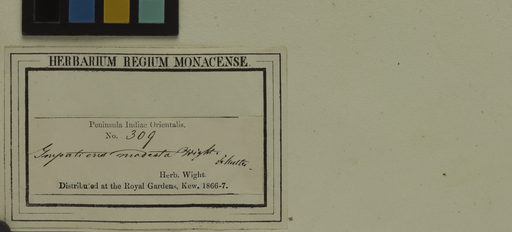 HERBARIUM REGIUM MONACENSE.
Peninsula Indiae Orientalis.
No. 309
Impatiens modesta Wight.
Herb. Wight.
Distributed at the Royal Gardens, Kew, 1866-7.